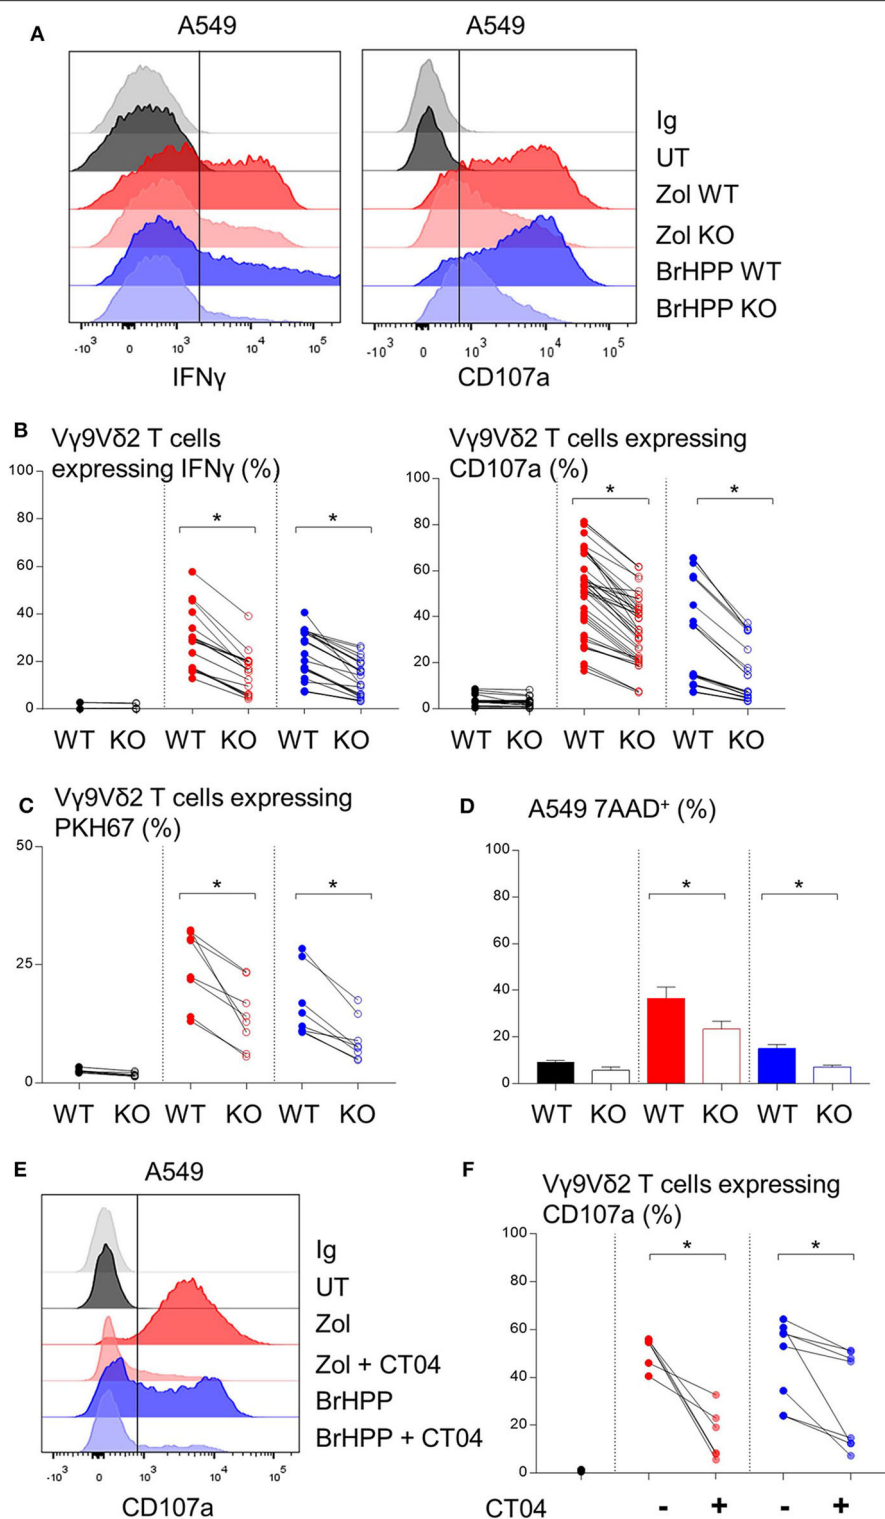 A
A549
A549
Ig
UT
Zol WT
Zol KO
BrHPP WT
BrHPP KO
-10³ 0 10³ 10⁴ 10⁵
-10³ 0 10³ 10⁴ 10⁵
IFNγ
CD107a
B
Vγ9Vδ2 T cells
expressing IFNγ (%)
Vγ9Vδ2 T cells expressing
CD107a (%)
100
80
60
40
20
0
* *
WT KO WT KO WT KO
100
80
60
40
20
0
* *
WT KO WT KO WT KO
C
Vγ9Vδ2 T cells expressing
PKH67 (%)
50
25
0
* *
WT KO WT KO WT KO
D
A549 7AAD⁺ (%)
100
80
60
40
20
0
* *
WT KO WT KO WT KO
E
A549
Ig
UT
Zol
Zol + CT04
BrHPP
BrHPP + CT04
-10³ 0 10³ 10⁴ 10⁵
CD107a
F
Vγ9Vδ2 T cells expressing
CD107a (%)
100
80
60
40
20
0
* *
CT04 - + - +